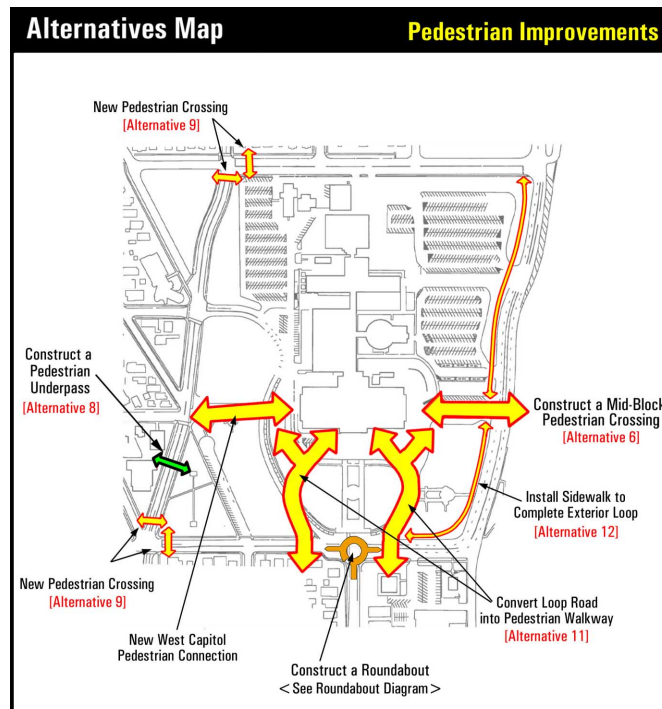 Alternatives Map
Pedestrian Improvements
New Pedestrian Crossing
[Alternative 9]
Construct a
Pedestrian
Underpass
[Alternative 8]
Construct a Mid-Block
Pedestrian Crossing
[Alternative 6]
Install Sidewalk to
Complete Exterior Loop
[Alternative 12]
New Pedestrian Crossing
[Alternative 9]
Convert Loop Road
into Pedestrian Walkway
[Alternative 11]
New West Capitol
Pedestrian Connection
Construct a Roundabout
< See Roundabout Diagram >